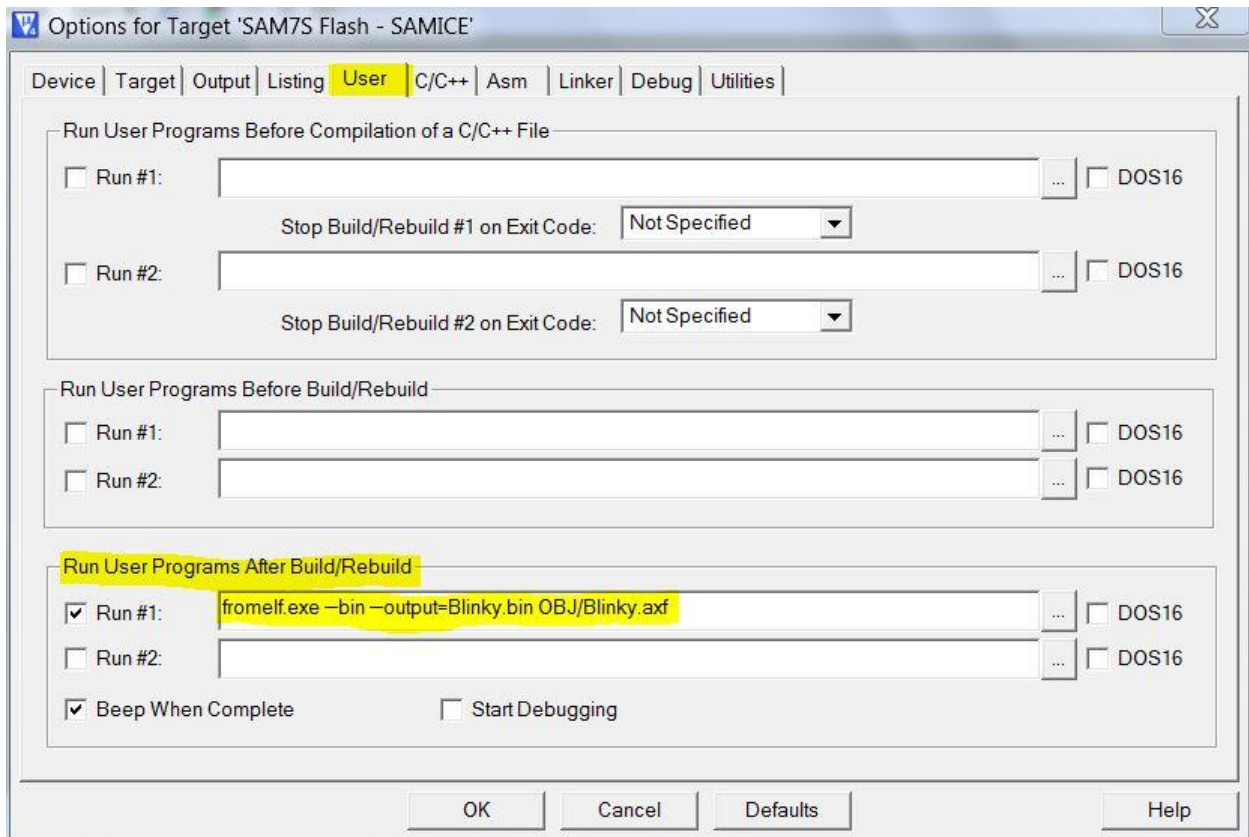 Options for Target 'SAM7S Flash - SAMICE'
Device Target Output Listing User C/C++ Asm Linker Debug Utilities
Run User Programs Before Compilation of a C/C++ File
Run #1: ... DOS16
Stop Build/Rebuild #1 on Exit Code: Not Specified
Run #2: ... DOS16
Stop Build/Rebuild #2 on Exit Code: Not Specified
Run User Programs Before Build/Rebuild
Run #1: ... DOS16
Run #2: ... DOS16
Run User Programs After Build/Rebuild
Run #1: fromelf.exe —bin —output=Blinky.bin OBJ/Blinky.axf ... DOS16
Run #2: ... DOS16
Beep When Complete Start Debugging
OK Cancel Defaults Help